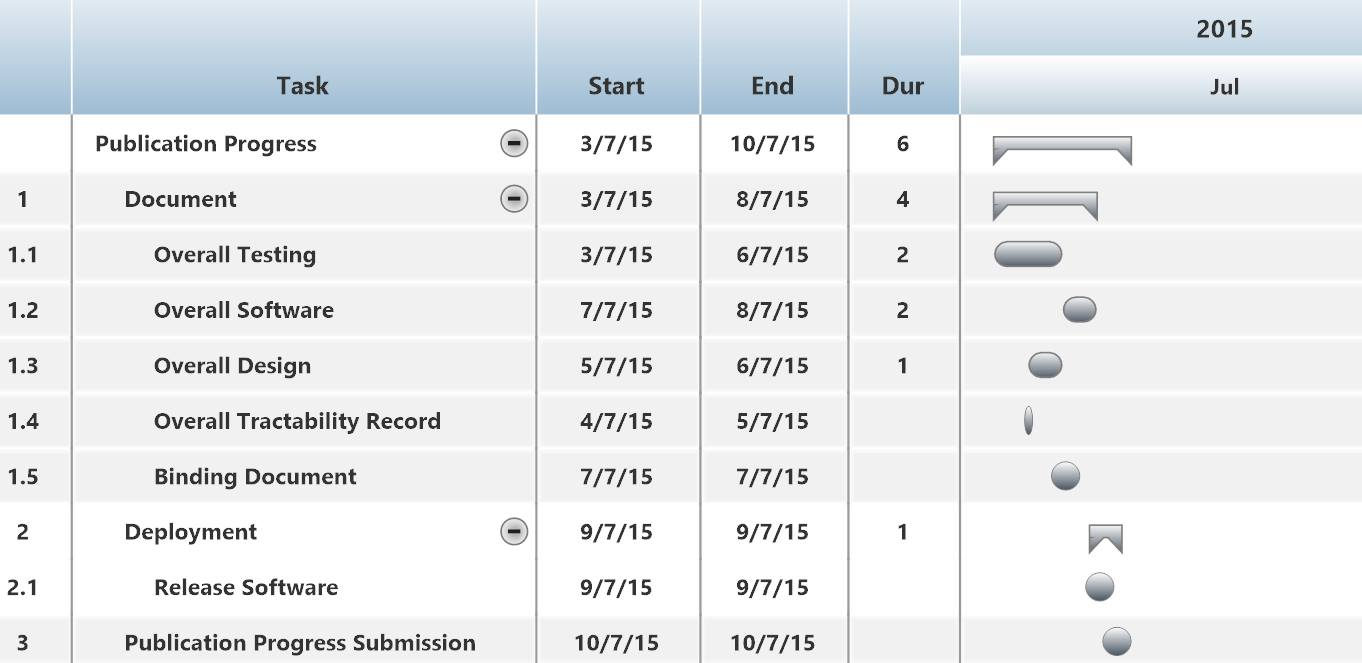 2015
Task Start End Dur Jul
Publication Progress 3/7/15 10/7/15 6
1 Document 3/7/15 8/7/15 4
1.1 Overall Testing 3/7/15 6/7/15 2
1.2 Overall Software 7/7/15 8/7/15 2
1.3 Overall Design 5/7/15 6/7/15 1
1.4 Overall Tractability Record 4/7/15 5/7/15
1.5 Binding Document 7/7/15 7/7/15
2 Deployment 9/7/15 9/7/15 1
2.1 Release Software 9/7/15 9/7/15
3 Publication Progress Submission 10/7/15 10/7/15